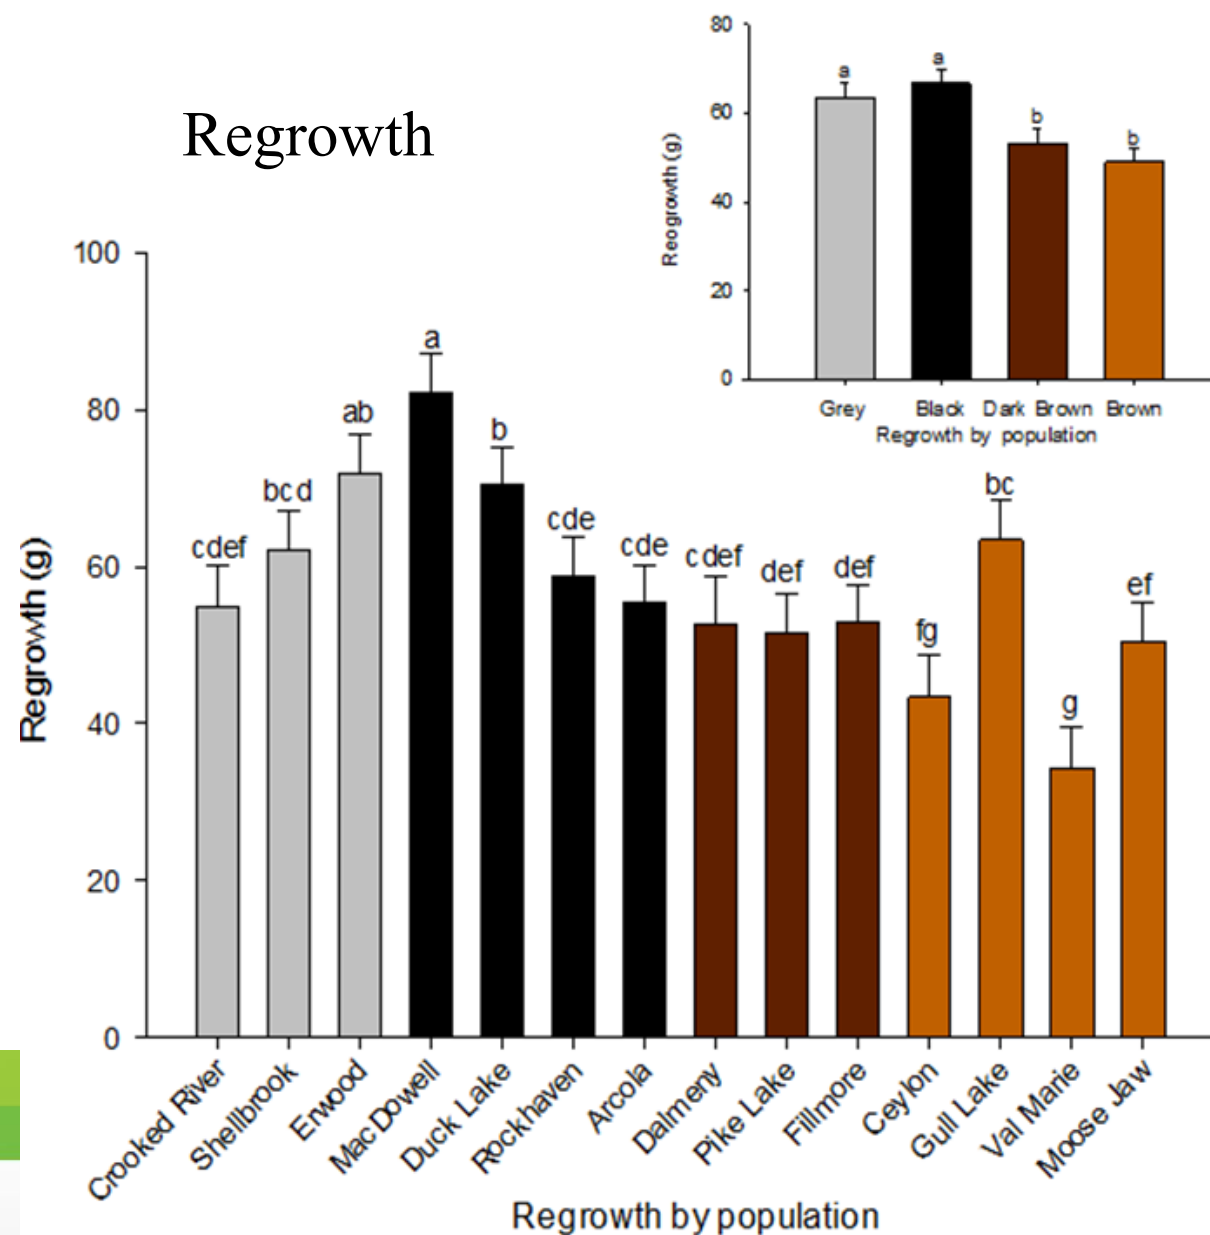 Regrowth
80
60
40
20
0
Reogrowth (g)
a
a
b
b
Grey Black Dark Brown Brown
Regrowth by population
100
80
60
40
20
0
Regrowth (g)
cdef
bcd
ab
a
b
cde
cde
cdef
def
def
fg
bc
g
ef
Crooked River
Shellbrook
Erwood
MacDowell
Duck Lake
Rockhaven
Arcola
Dalmeny
Pike Lake
Fillmore
Ceylon
Gull Lake
Val Marie
Moose Jaw
Regrowth by population